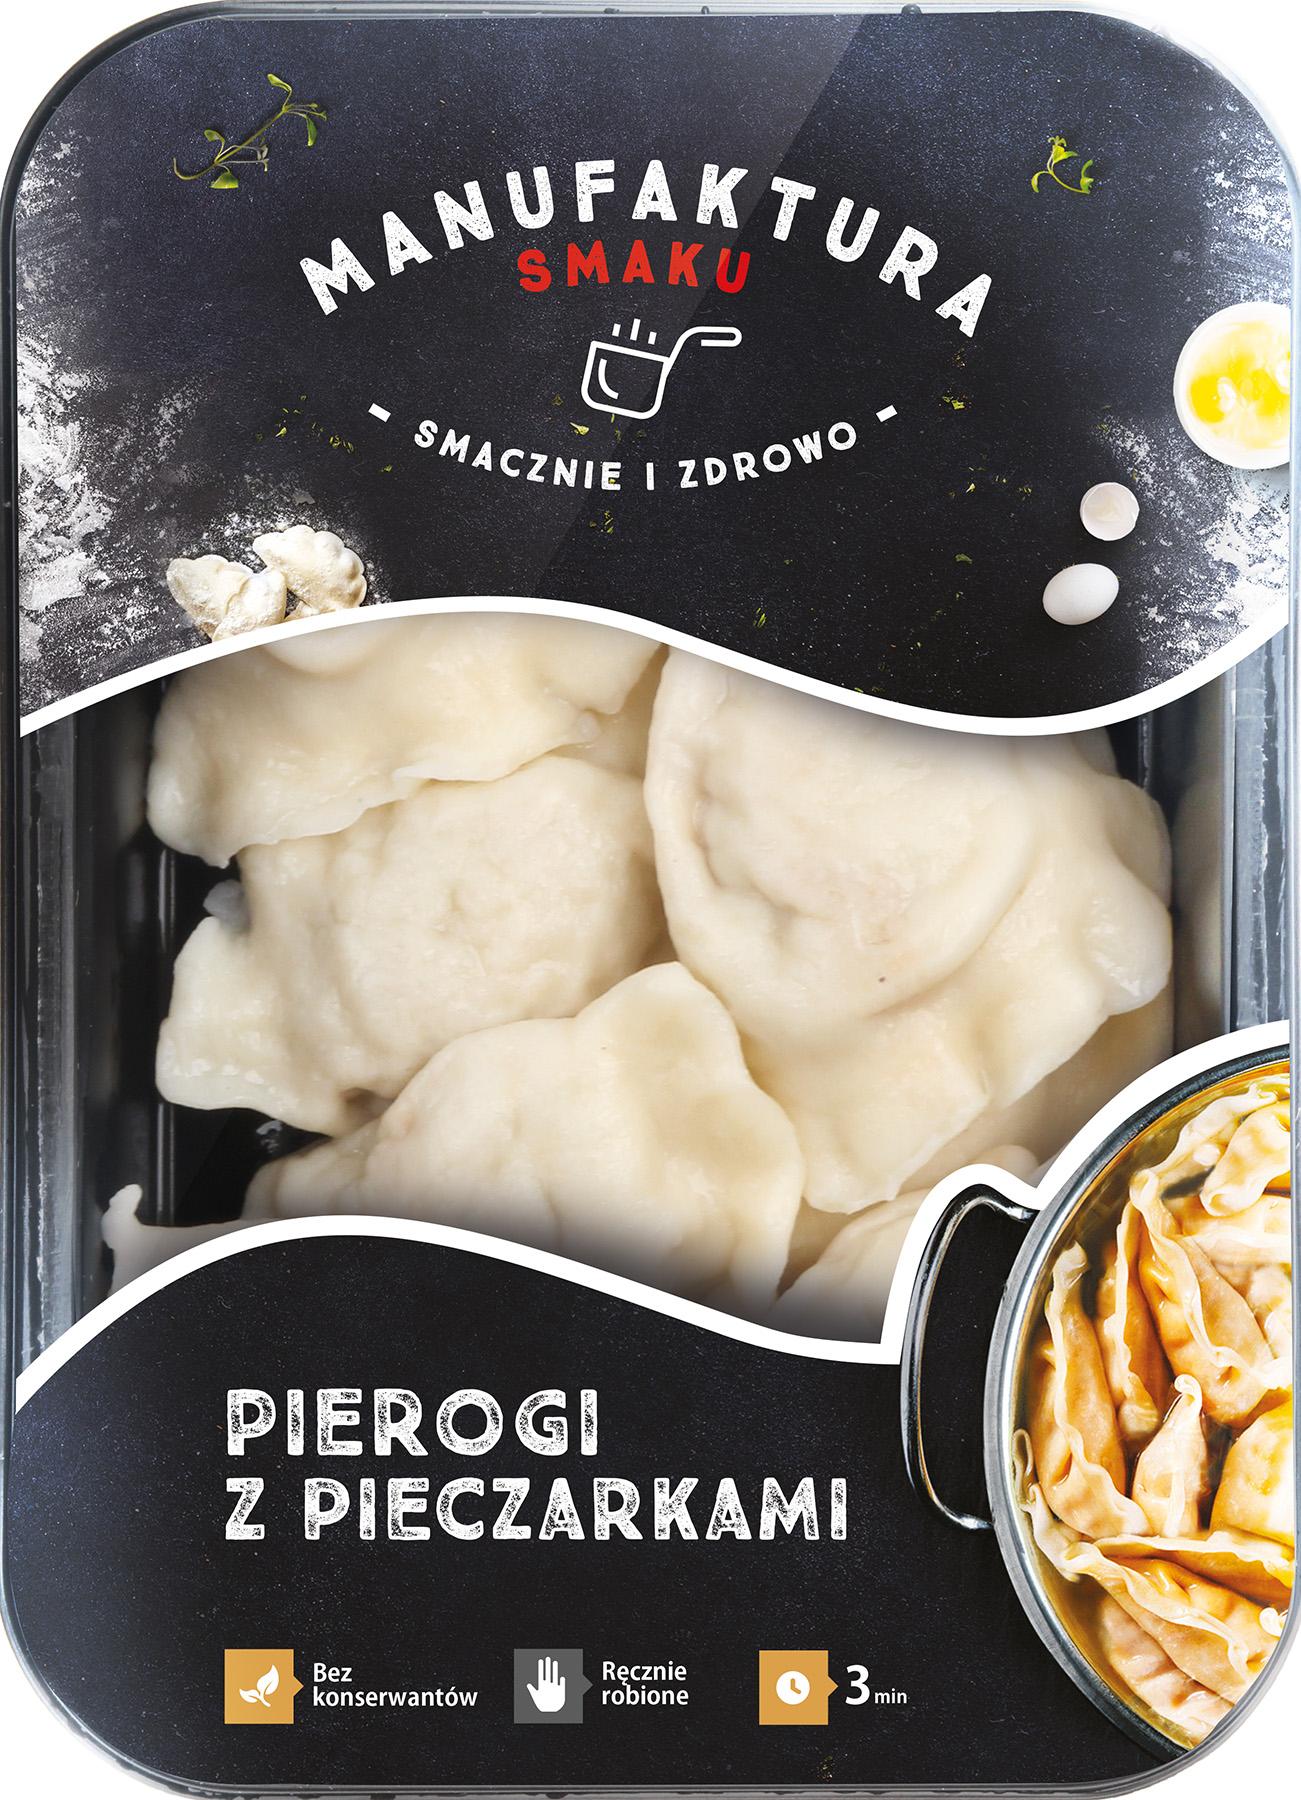 MANUFAKTURA
SMAKU
- SMACZNIE I ZDROWO -
PIEROGI
Z PIECZARKAMI
Bez
konserwantów
Ręcznie
robione
3 min